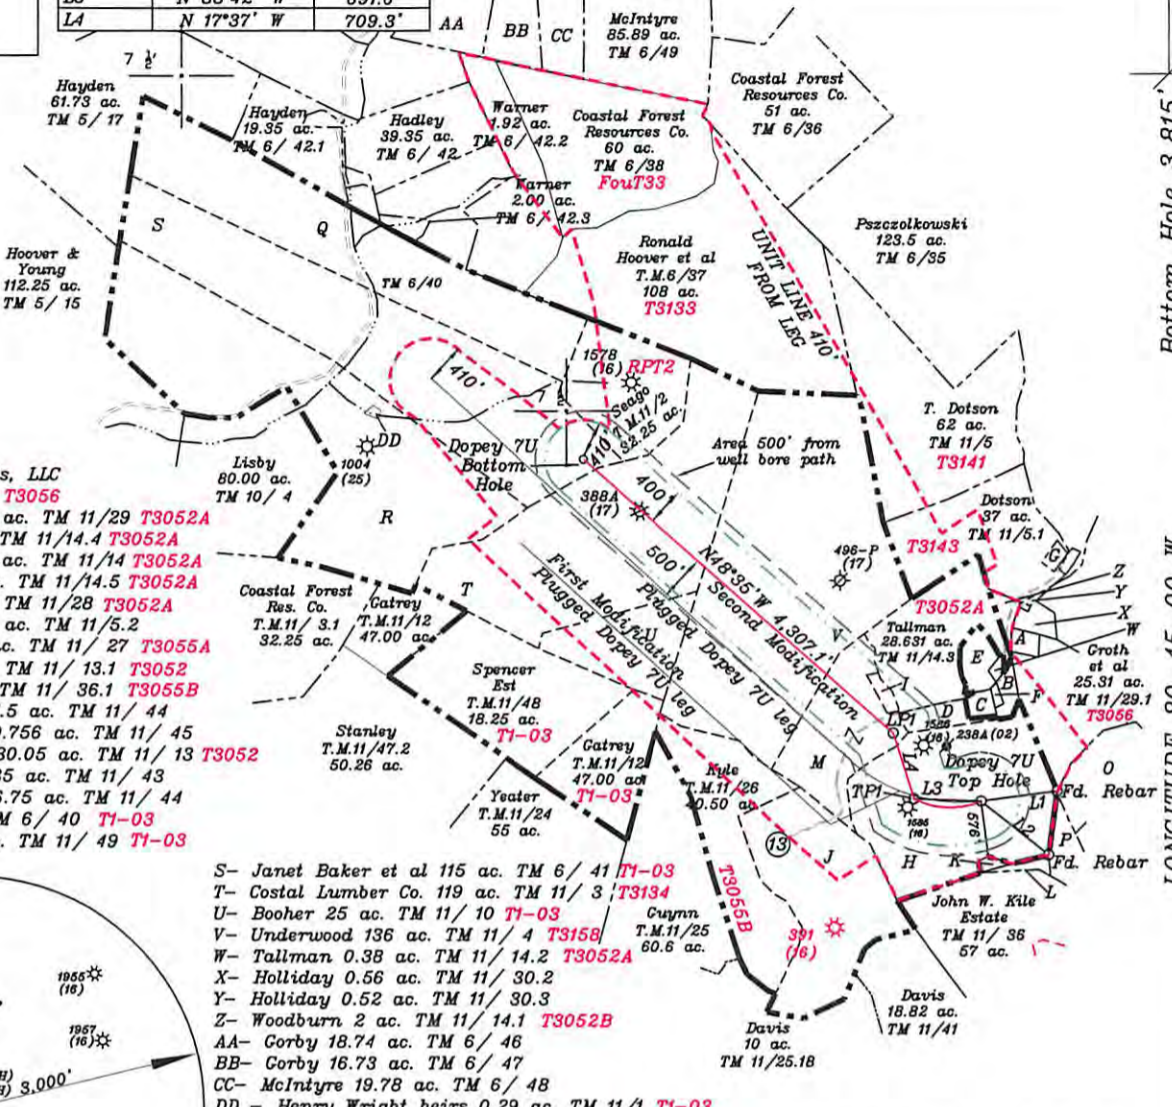 L4 N 17°37' W 709.3'
AA
BB
CC
McIntyre
85.89 ac.
TM 6/49
7 ½'
Hayden
61.73 ac.
TM 5/ 17
Hayden
19.35 ac.
TM 6/ 42.1
Hadley
39.35 ac.
TM 6/ 42
Warner
1.92 ac.
TM 6/ 42.2
Coastal Forest
Resources Co.
60 ac.
TM 6/38
FouT33
Coastal Forest
Resources Co.
51 ac.
TM 6/36
Warner
2.00 ac.
TM 6/ 42.3
S
Q
Hoover &
Young
112.25 ac.
TM 5/ 15
TM 6/40
Ronald
Hoover et al
T.M.6/37
108 ac.
T3133
Pszczolkowski
123.5 ac.
TM 6/35
UNIT LINE 410'
FROM LEG
Bottom Hole 3,815'
1578
(16)
RPT2
410'
Seago
T.M.11/2
32.25 ac.
410'
T. Dotson
62 ac.
TM 11/5
T3141
DD
1004
(25)
Lisby
80.00 ac.
TM 10/ 4
Dopey 7U
Bottom
Hole
Area 500' from
well bore path
400'
388A
(17)
R
Dotson
37 ac.
TM 11/5.1
T3143
G
496-P
(17)
s, LLC
T3056
ac. TM 11/29 T3052A
TM 11/14.4 T3052A
ac. TM 11/14 T3052A
. TM 11/14.5 T3052A
TM 11/28 T3052A
ac. TM 11/5.2
c. TM 11/ 27 T3055A
TM 11/ 13.1 T3052
TM 11/ 36.1 T3055B
.5 ac. TM 11/ 44
.756 ac. TM 11/ 45
30.05 ac. TM 11/ 13 T3052
35 ac. TM 11/ 43
6.75 ac. TM 11/ 44
M 6/ 40 T1-03
. TM 11/ 49 T1-03
Coastal Forest
Res. Co.
T.M.11/ 3.1
32.25 ac.
Gatrey
T.M.11/12
47.00 ac.
T
500'
N48°35'W 4,307.1'
Second Modification
Plugged Dopey 7U leg
First Modification
Plugged Dopey 7U leg
U
V
I
T3052A
Tallman
28.631 ac.
TM 11/14.3
Z
Y
X
W
A
E
B
C
D
F
Groth
et al
25.31 ac.
TM 11/29.1
T3056
Spencer
Est
T.M.11/48
18.25 ac.
T1-03
Stanley
T.M.11/47.2
50.26 ac.
Gatrey
T.M.11/12
47.00 ac
T1-03
Yeater
T.M.11/24
55 ac.
Kyle
T.M.11/26
40.50 ac.
LP1
1526
(16)
238A(02)
Dopey 7U
Top Hole
L4
M
TP1
L3
L1
L2
576'
1585
(16)
O
Fd. Rebar
P
Fd. Rebar
13
J
H
K
L
John W. Kile
Estate
TM 11/ 36
57 ac.
T3055B
391
(16)
Guynn
T.M.11/25
60.6 ac.
Davis
18.82 ac.
TM 11/41
Davis
10 ac.
TM 11/25.18
S- Janet Baker et al 115 ac. TM 6/ 41 T1-03
T- Costal Lumber Co. 119 ac. TM 11/ 3 T3134
U- Booher 25 ac. TM 11/ 10 T1-03
V- Underwood 136 ac. TM 11/ 4 T3158
W- Tallman 0.38 ac. TM 11/ 14.2 T3052A
X- Holliday 0.56 ac. TM 11/ 30.2
Y- Holliday 0.52 ac. TM 11/ 30.3
Z- Woodburn 2 ac. TM 11/ 14.1 T3052B
AA- Gorby 18.74 ac. TM 6/ 46
BB- Gorby 16.73 ac. TM 6/ 47
CC- McIntyre 19.78 ac. TM 6/ 48
DD - Henry Wright heirs 0.29 ac. TM 11/1 T1-03
1955
(16)
1957
(16)
3,000'